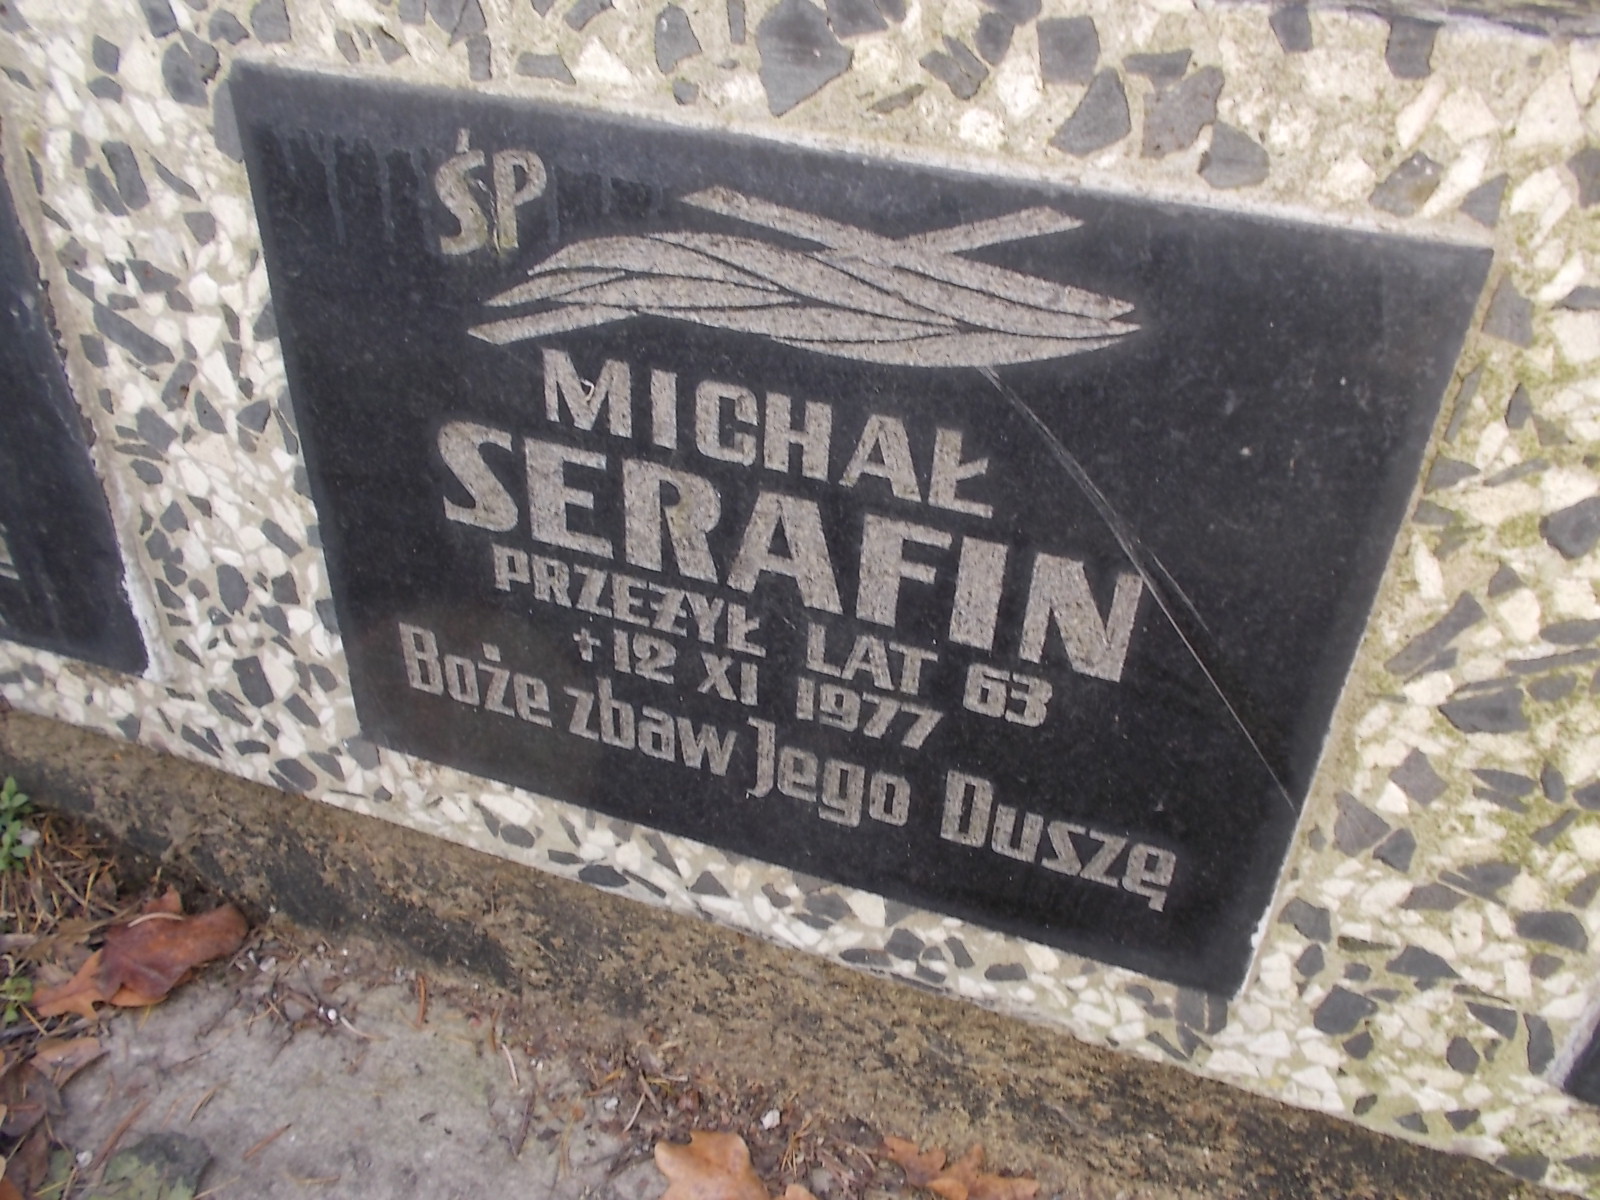 ŚP
MICHAŁ
SERAFIN
PRZEŻYŁ LAT 63
† 12 XI 1977
Boże zbaw Jego Duszę